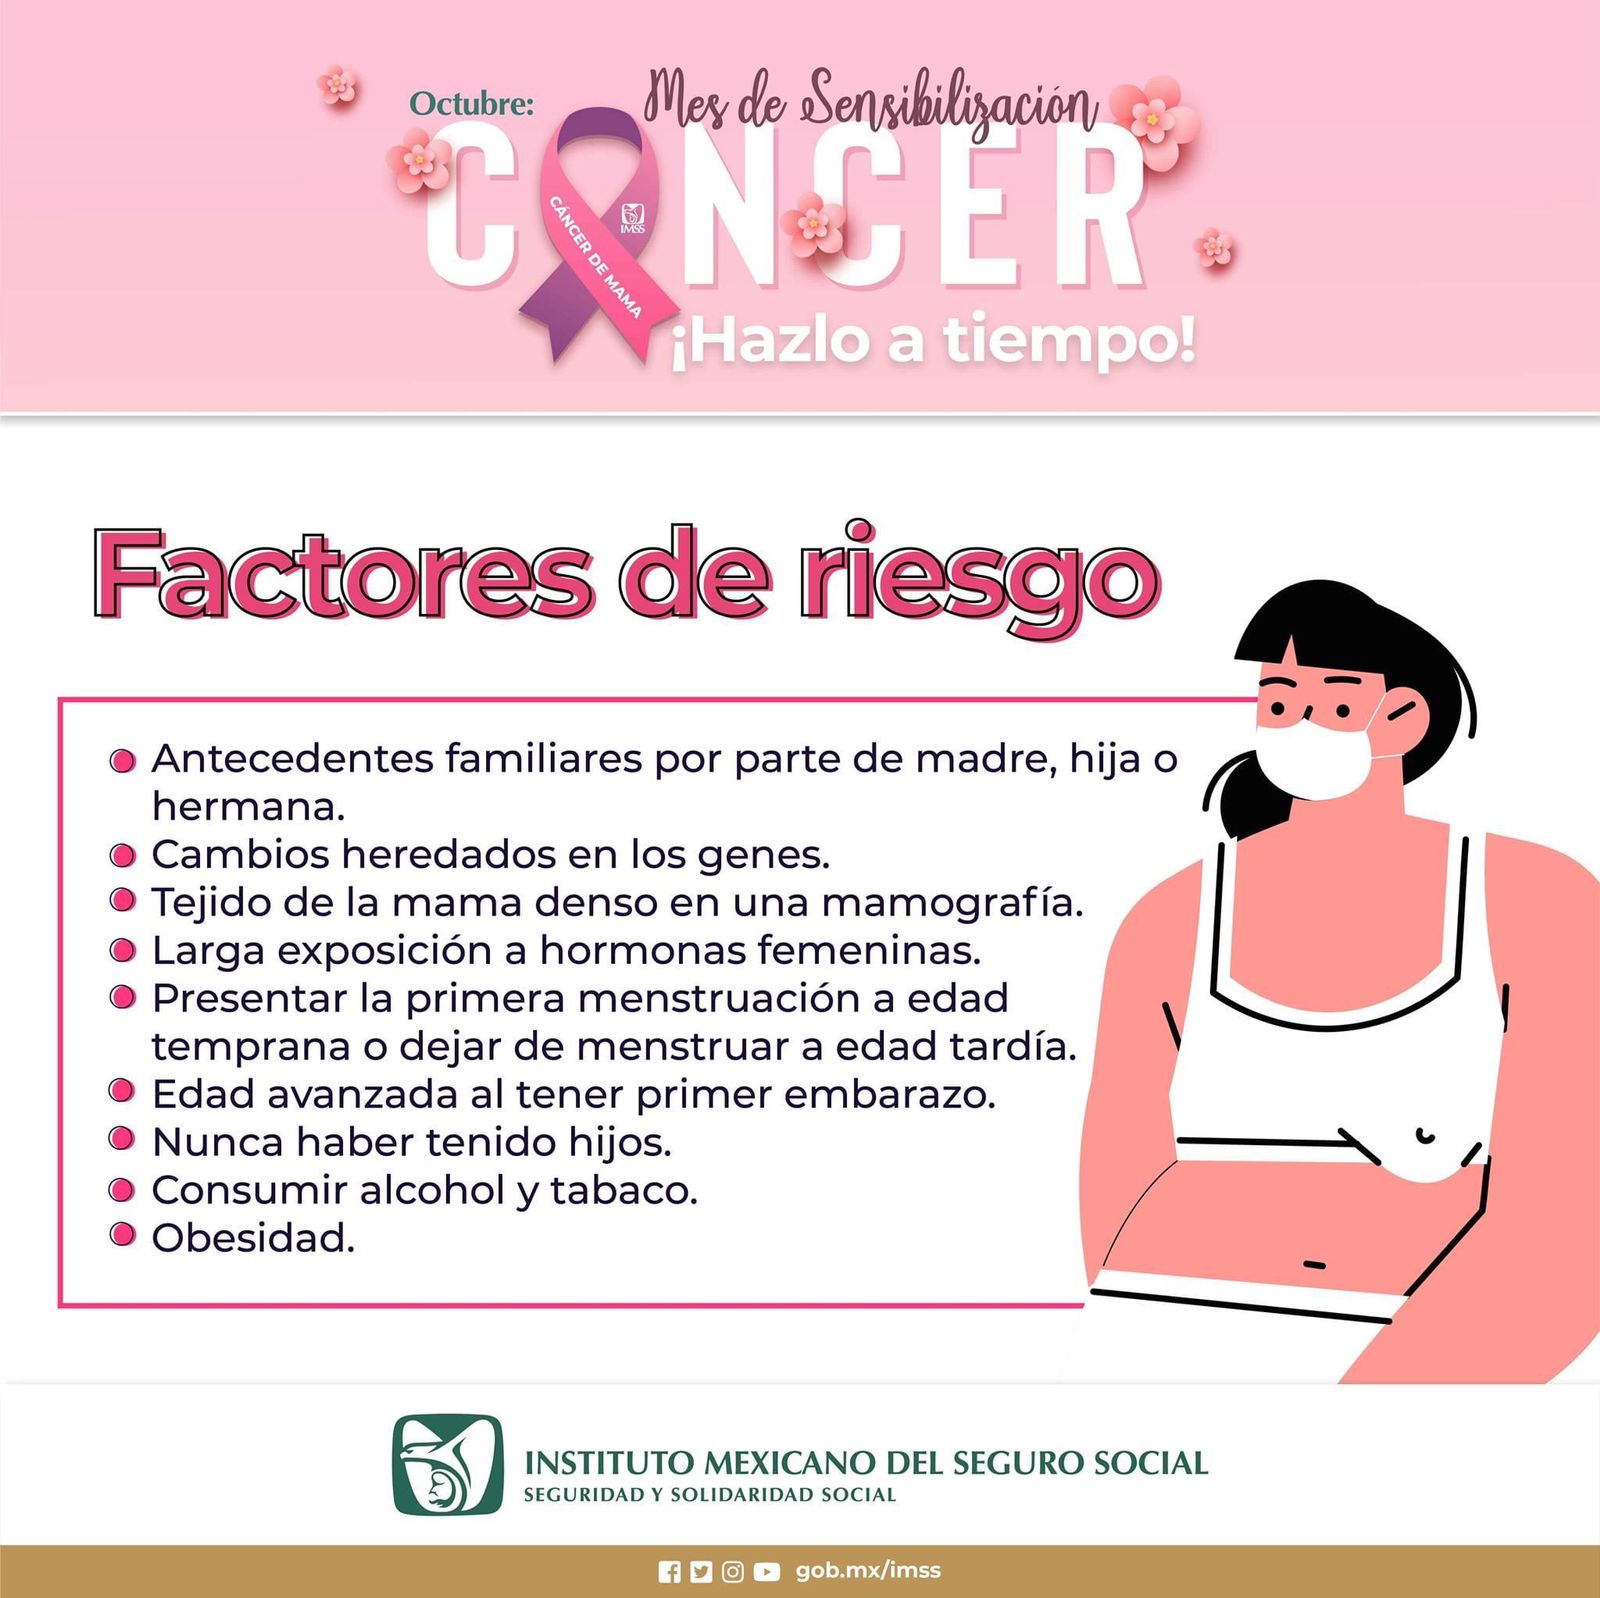 Octubre:
Mes de Sensibilización
CÁNCER
CÁNCER DE MAMA
IMSS
¡Hazlo a tiempo!
Factores de riesgo
Antecedentes familiares por parte de madre, hija o
hermana.
Cambios heredados en los genes.
Tejido de la mama denso en una mamografía.
Larga exposición a hormonas femeninas.
Presentar la primera menstruación a edad
temprana o dejar de menstruar a edad tardía.
Edad avanzada al tener primer embarazo.
Nunca haber tenido hijos.
Consumir alcohol y tabaco.
Obesidad.
INSTITUTO MEXICANO DEL SEGURO SOCIAL
SEGURIDAD Y SOLIDARIDAD SOCIAL
gob.mx/imss